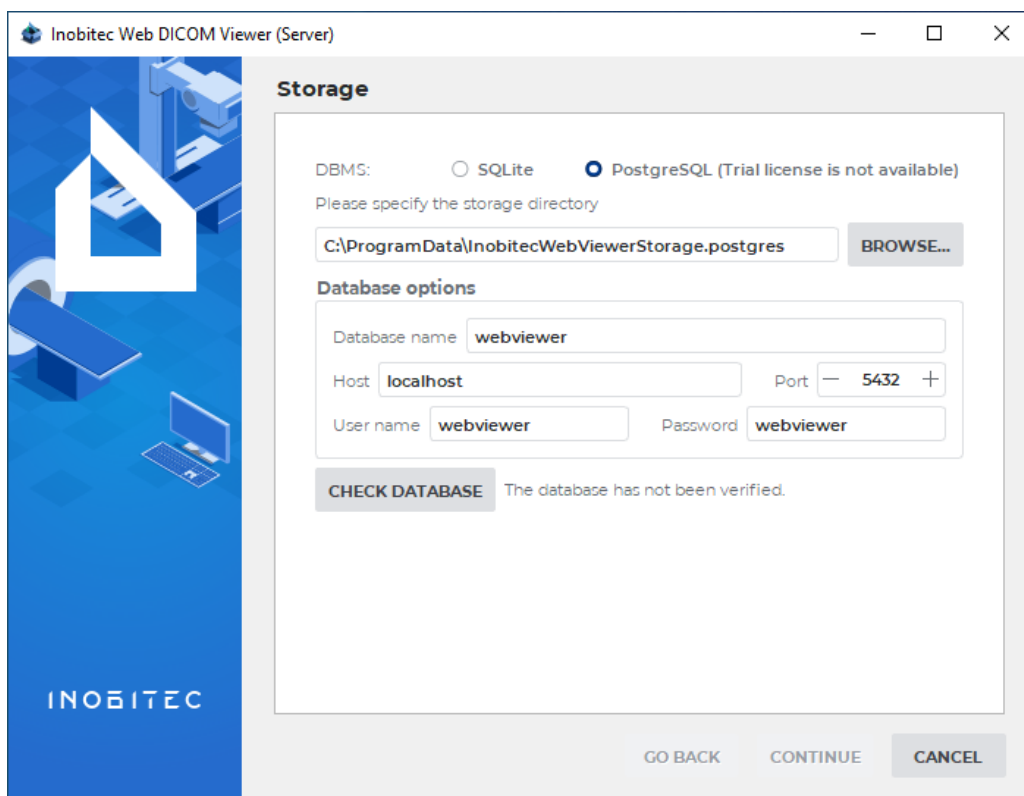 Inobitec Web DICOM Viewer (Server)
Storage
DBMS: SQLite PostgreSQL (Trial license is not available)
Please specify the storage directory
C:\ProgramData\InobitecWebViewerStorage.postgres BROWSE...
Database options
Database name webviewer
Host localhost Port 5432
User name webviewer Password webviewer
CHECK DATABASE The database has not been verified.
INOBITEC
GO BACK CONTINUE CANCEL